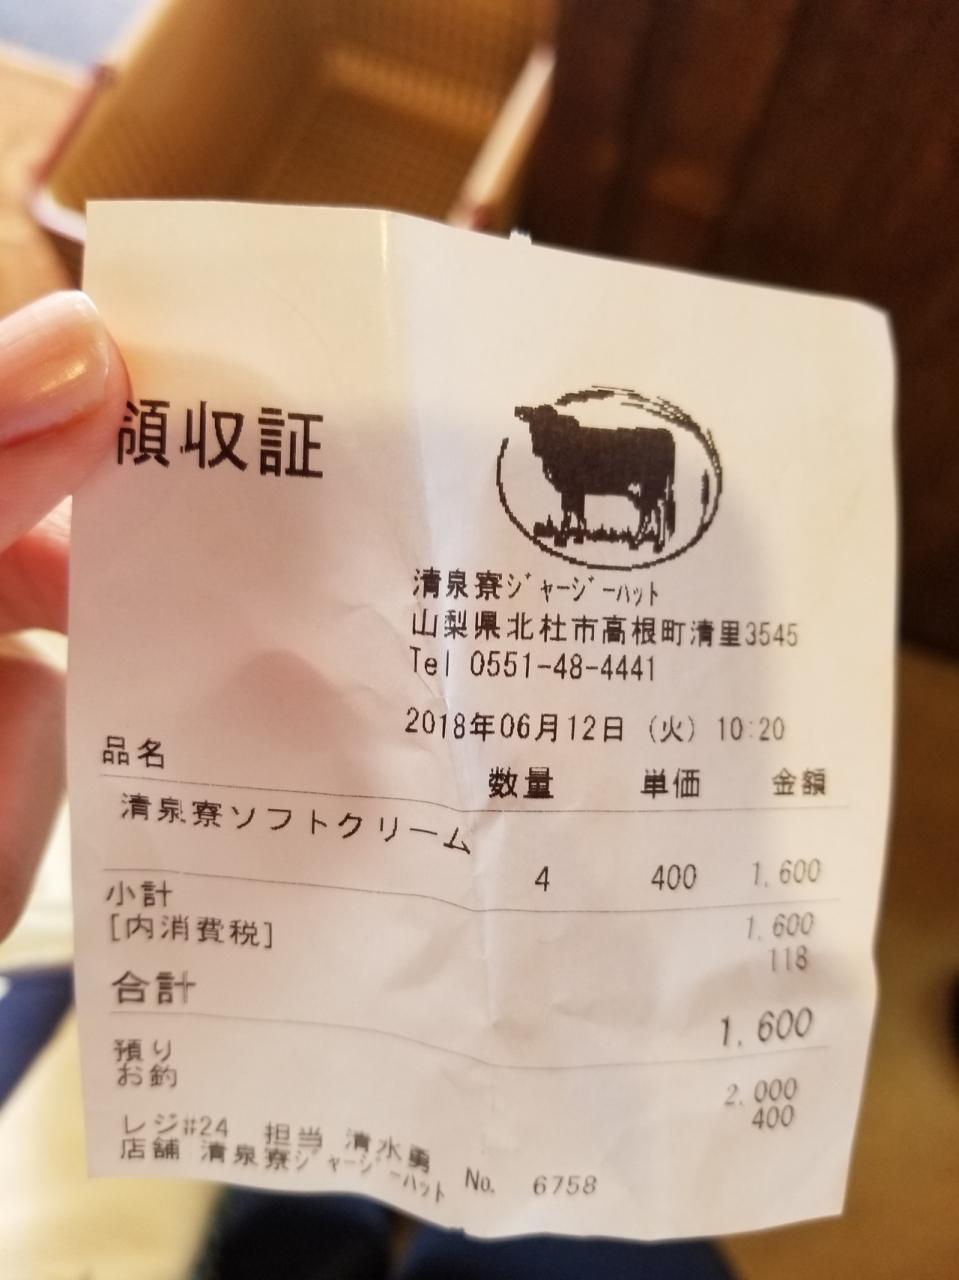 領収証
清泉寮ｼﾞｬｰｼﾞｰﾊｯﾄ
山梨県北杜市高根町清里3545
Tel 0551-48-4441
2018年06月12日（火）10:20
品名 数量 単価 金額
清泉寮ソフトクリーム
4 400 1,600
小計 1,600
[内消費税] 118
合計 1,600
預り 2,000
お釣 400
レジ#24 担当 清水勇
店舗 清泉寮ｼﾞｬｰｼﾞｰﾊｯﾄ No. 6758